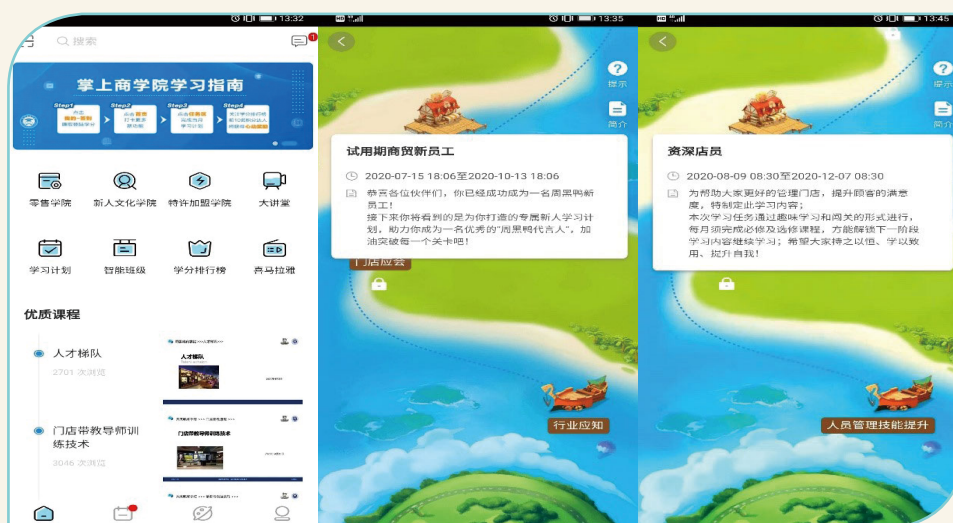 13:32
搜索
1
掌上商学院学习指南
Step1
Step2
Step3
Step4
零售学院
新人文化学院
特许加盟学院
大讲堂
学习计划
智能班级
学分排行榜
喜马拉雅
优质课程
人才梯队
2701 次浏览
人才梯队
门店带教导师训
练技术
3046 次浏览
门店带教导师训练技术
HD
13:35
提示
简介
试用期商贸新员工
2020-07-15 18:06至2020-10-13 18:06
恭喜各位伙伴们,你已经成功成为一名周黑鸭新
员工!
接下来你将看到的是为你打造的专属新人学习计
划,助力你成为一名优秀的"周黑鸭代言人",加
油突破每一个关卡吧!
门店应会
行业应知
HD
13:45
提示
简介
资深店员
2020-08-09 08:30至2020-12-07 08:30
为帮助大家更好的管理门店,提升顾客的满意
度,特制定此学习内容;
本次学习任务通过趣味学习和闯关的形式进行,
每月须完成必修及选修课程,方能解锁下一阶段
学习内容继续学习;希望大家持之以恒、学以致
用、提升自我!
人员管理技能提升